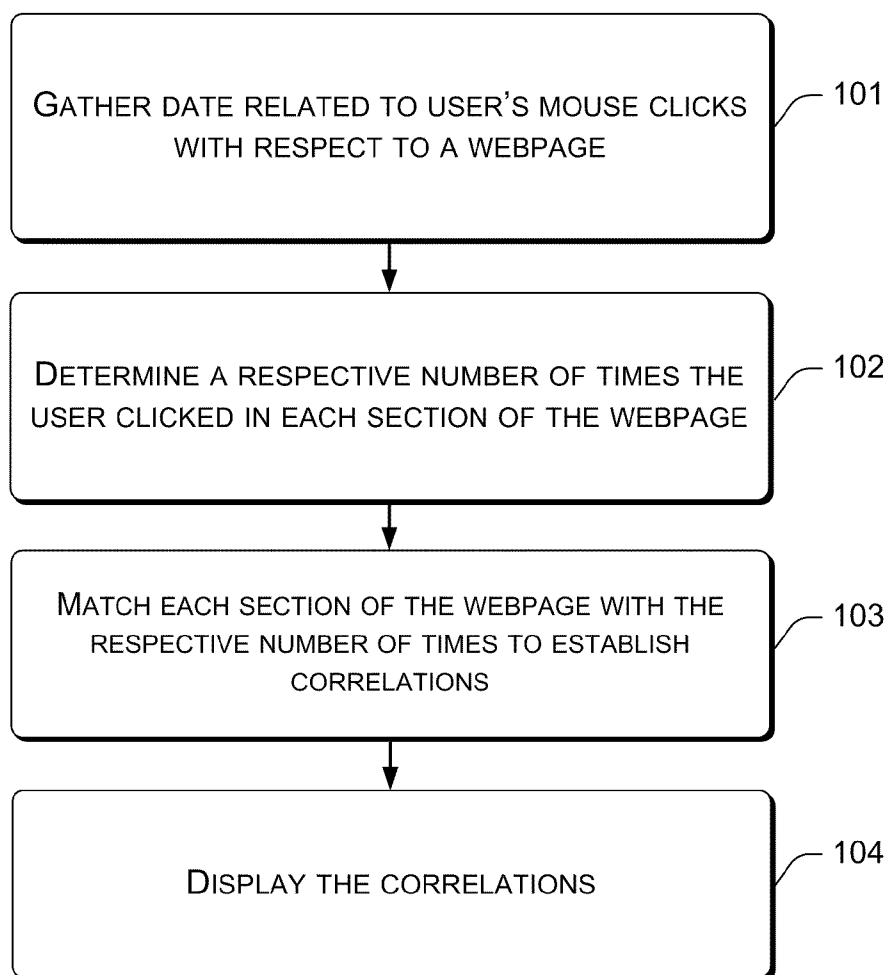 GATHER DATE RELATED TO USER'S MOUSE CLICKS
WITH RESPECT TO A WEBPAGE
101
DETERMINE A RESPECTIVE NUMBER OF TIMES THE
USER CLICKED IN EACH SECTION OF THE WEBPAGE
102
MATCH EACH SECTION OF THE WEBPAGE WITH THE
RESPECTIVE NUMBER OF TIMES TO ESTABLISH
CORRELATIONS
103
DISPLAY THE CORRELATIONS
104